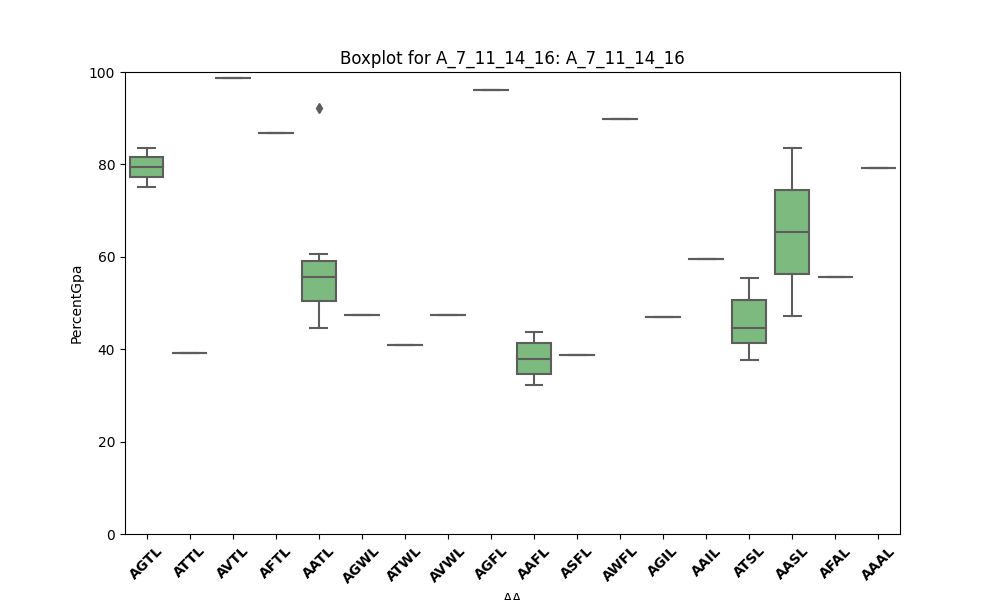 Boxplot for A_7_11_14_16: A_7_11_14_16
100
80
60
40
20
0
PercentGpa
AGTL ATTL AVTL AFTL AATL AGWL ATWL AVWL AGFL AAFL ASFL AWFL AGIL AAIL ATSL AASL AFAL AAAL
AA